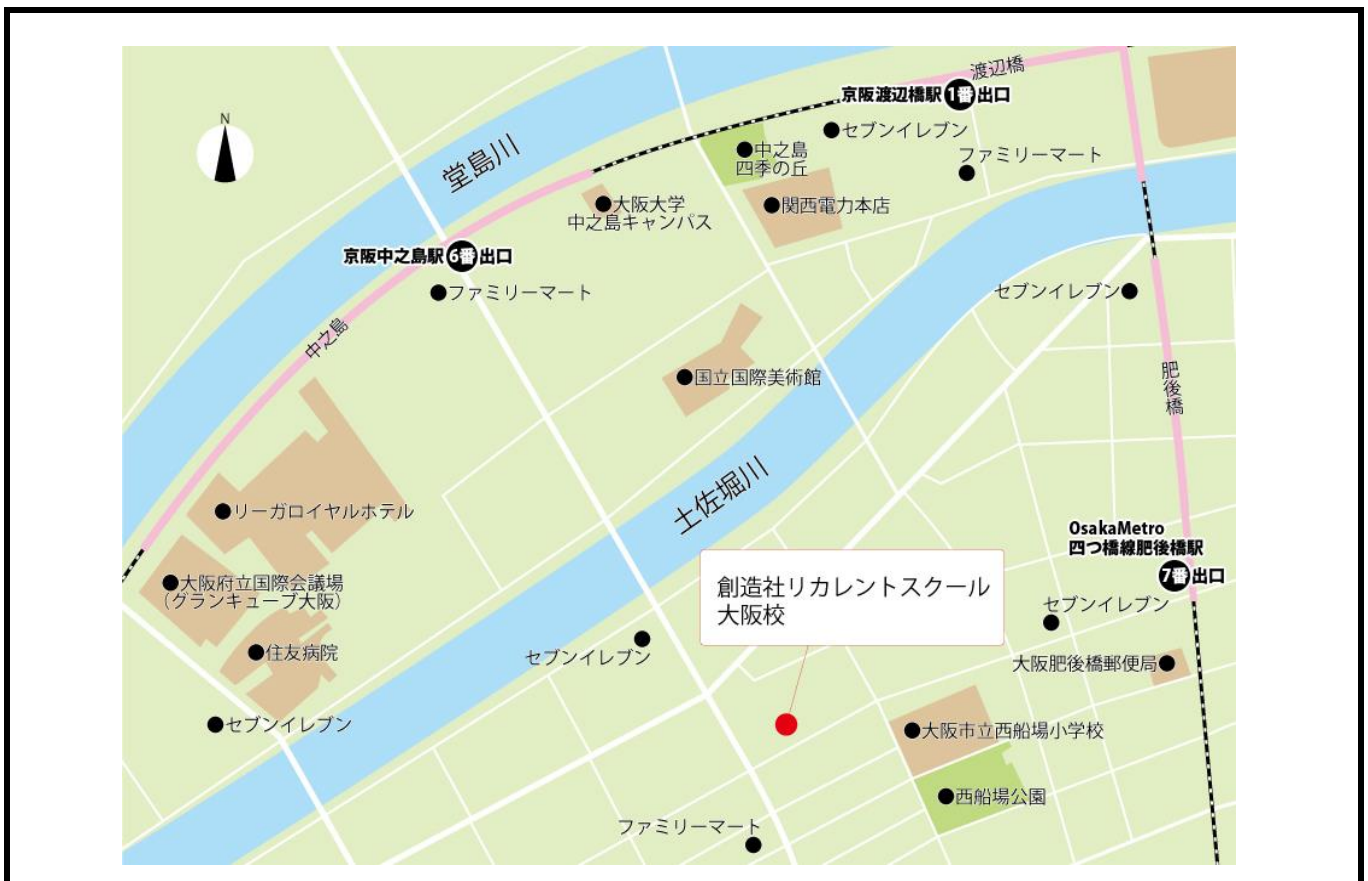 渡辺橋
京阪渡辺橋駅1番出口
N
セブンイレブン
堂島川
中之島
四季の丘
ファミリーマート
大阪大学
中之島キャンパス
関西電力本店
京阪中之島駅6番出口
ファミリーマート
セブンイレブン
中之島
国立国際美術館
肥後橋
土佐堀川
リーガロイヤルホテル
OsakaMetro
四つ橋線肥後橋駅
7番出口
大阪府立国際会議場
(グランキューブ大阪)
創造社リカレントスクール
大阪校
セブンイレブン
住友病院
セブンイレブン
大阪肥後橋郵便局
セブンイレブン
大阪市立西船場小学校
西船場公園
ファミリーマート